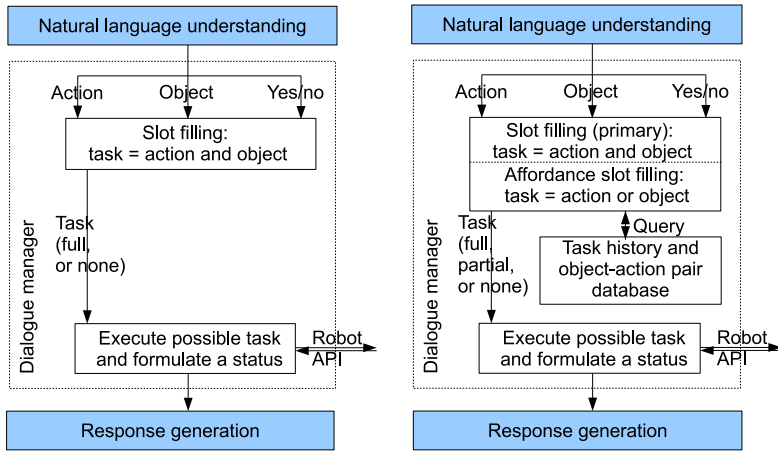 Natural language understanding
Action
Object
Yes/no
Slot filling:
task = action and object
Task
(full,
or none)
Dialogue manager
Execute possible task
and formulate a status
Robot
API
Response generation
Natural language understanding
Action
Object
Yes/no
Slot filling (primary):
task = action and object
Affordance slot filling:
task = action or object
Query
Task
(full,
partial,
or none)
Task history and
object-action pair
database
Dialogue manager
Execute possible task
and formulate a status
Robot
API
Response generation